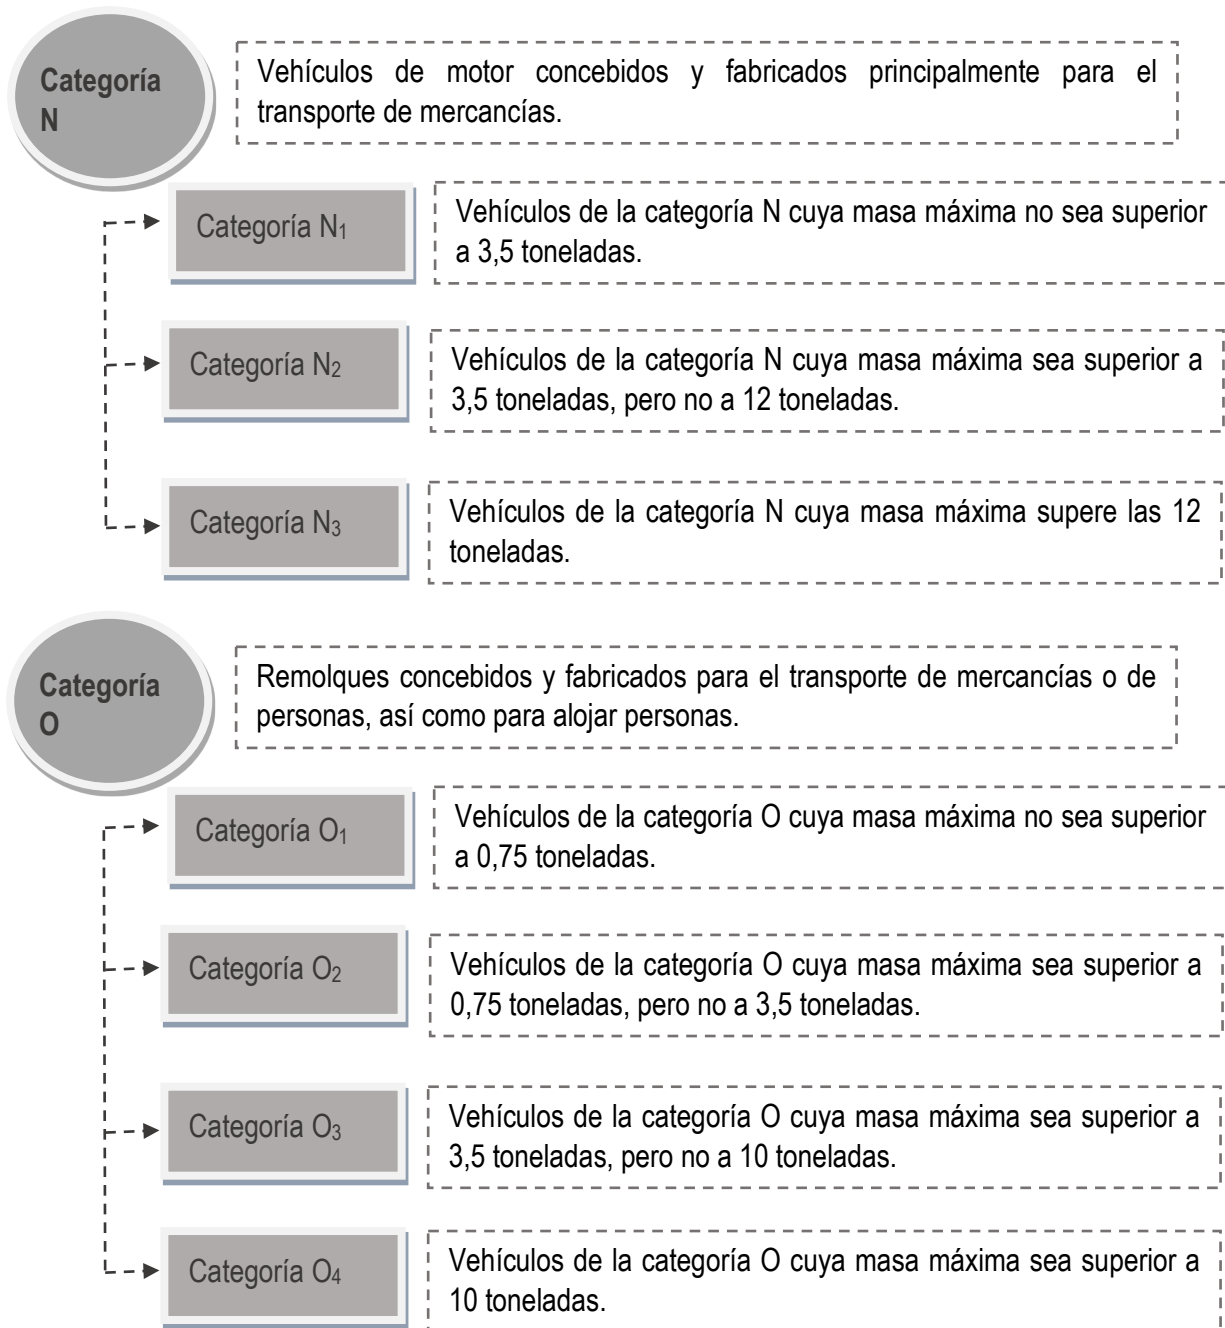 Categoría
N
Vehículos de motor concebidos y fabricados principalmente para el
transporte de mercancías.
Categoría N₁
Vehículos de la categoría N cuya masa máxima no sea superior
a 3,5 toneladas.
Categoría N₂
Vehículos de la categoría N cuya masa máxima sea superior a
3,5 toneladas, pero no a 12 toneladas.
Categoría N₃
Vehículos de la categoría N cuya masa máxima supere las 12
toneladas.
Categoría
O
Remolques concebidos y fabricados para el transporte de mercancías o de
personas, así como para alojar personas.
Categoría O₁
Vehículos de la categoría O cuya masa máxima no sea superior
a 0,75 toneladas.
Categoría O₂
Vehículos de la categoría O cuya masa máxima sea superior a
0,75 toneladas, pero no a 3,5 toneladas.
Categoría O₃
Vehículos de la categoría O cuya masa máxima sea superior a
3,5 toneladas, pero no a 10 toneladas.
Categoría O₄
Vehículos de la categoría O cuya masa máxima sea superior a
10 toneladas.